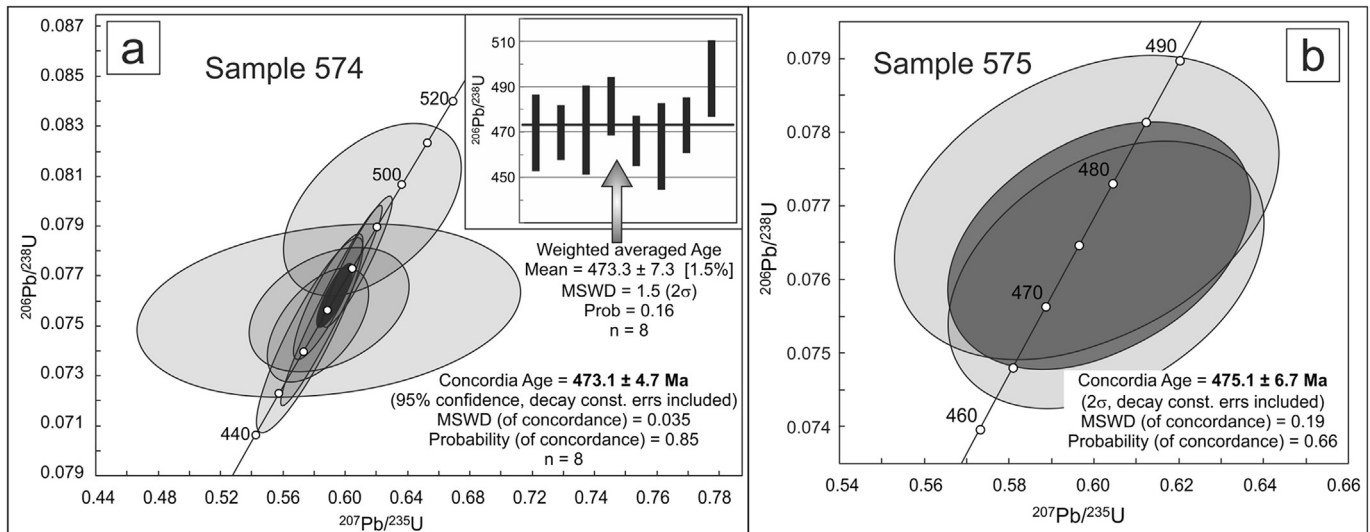 a
Sample 574
0.087
0.085
0.083
0.081
0.079
0.077
0.075
0.073
0.071
0.079
²⁰⁶Pb/²³⁸U
0.44 0.52 0.56 0.60 0.64 0.68 0.72 0.74 0.76 0.78
²⁰⁷Pb/²³⁵U
520
500
440
510
490
470
450
²⁰⁶Pb/²³⁸U
Weighted averaged Age
Mean = 473.3 ± 7.3 [1.5%]
MSWD = 1.5 (2σ)
Prob = 0.16
n = 8
Concordia Age = 473.1 ± 4.7 Ma
(95% confidence, decay const. errs included)
MSWD (of concordance) = 0.035
Probability (of concordance) = 0.85
n = 8
b
Sample 575
0.079
0.078
0.077
0.076
0.075
0.074
²⁰⁶Pb/²³⁸U
0.54 0.56 0.58 0.60 0.62 0.64 0.66
²⁰⁷Pb/²³⁵U
490
480
470
460
Concordia Age = 475.1 ± 6.7 Ma
(2σ, decay const. errs included)
MSWD (of concordance) = 0.19
Probability (of concordance) = 0.66